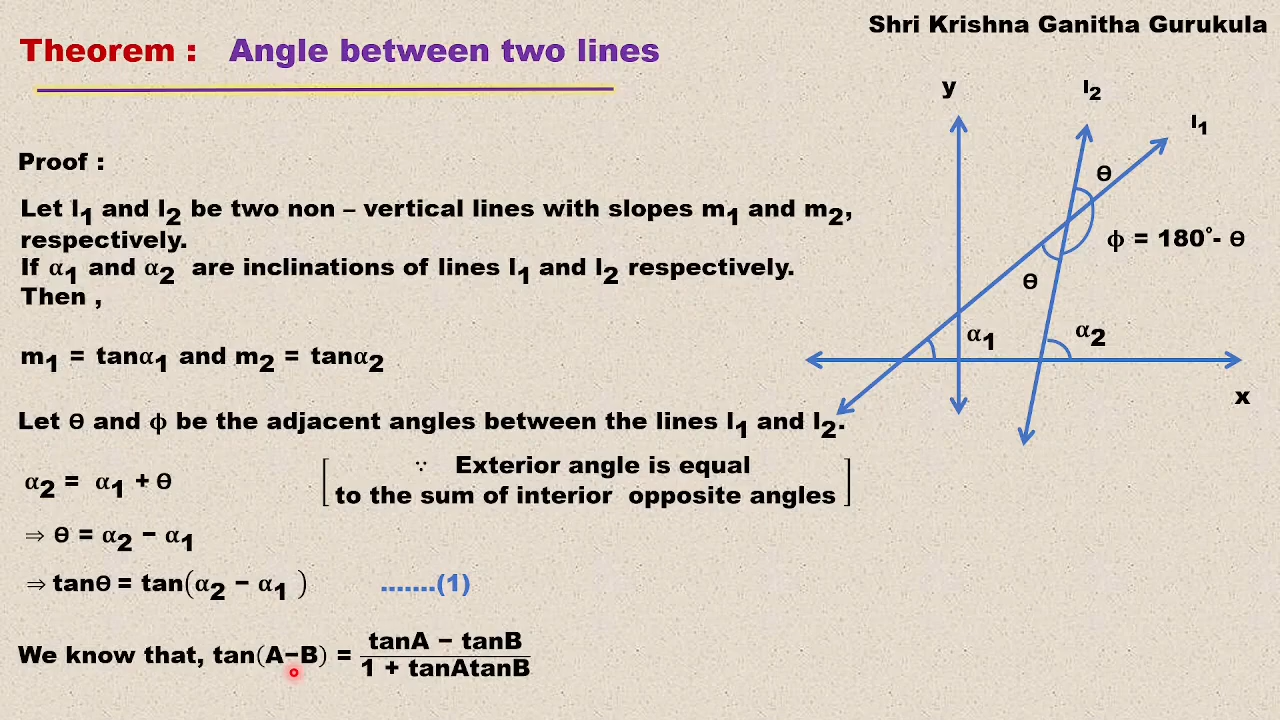 Shri Krishna Ganitha Gurukula
Theorem : Angle between two lines
Proof :
Let l₁ and l₂ be two non – vertical lines with slopes m₁ and m₂,
respectively.
If α₁ and α₂ are inclinations of lines l₁ and l₂ respectively.
Then ,
m₁ = tanα₁ and m₂ = tanα₂
Let Ɵ and ϕ be the adjacent angles between the lines l₁ and l₂.
α₂ = α₁ + Ɵ [ ∵ Exterior angle is equal
to the sum of interior opposite angles ]
⇒ Ɵ = α₂ − α₁
⇒ tanƟ = tan(α₂ − α₁ ) .......(1)
We know that, tan(A−B) = tanA − tanB
1 + tanAtanB
y
l₂
l₁
Ɵ
ϕ = 180°- Ɵ
Ɵ
α₁
α₂
x